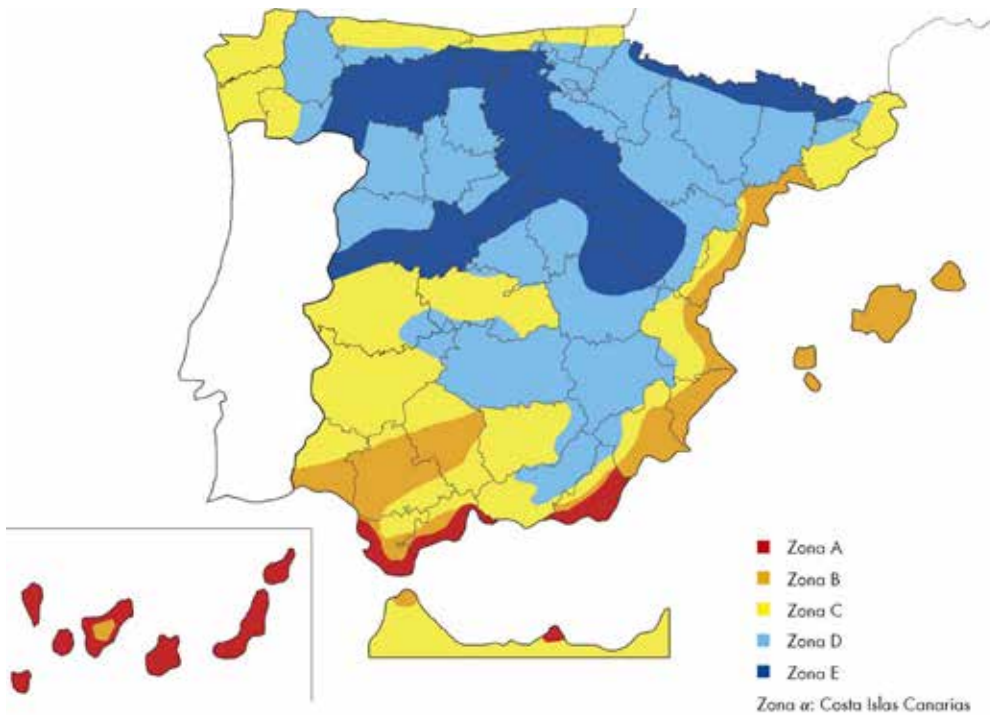 Zona A
Zona B
Zona C
Zona D
Zona E
Zona α: Costa Islas Canarias